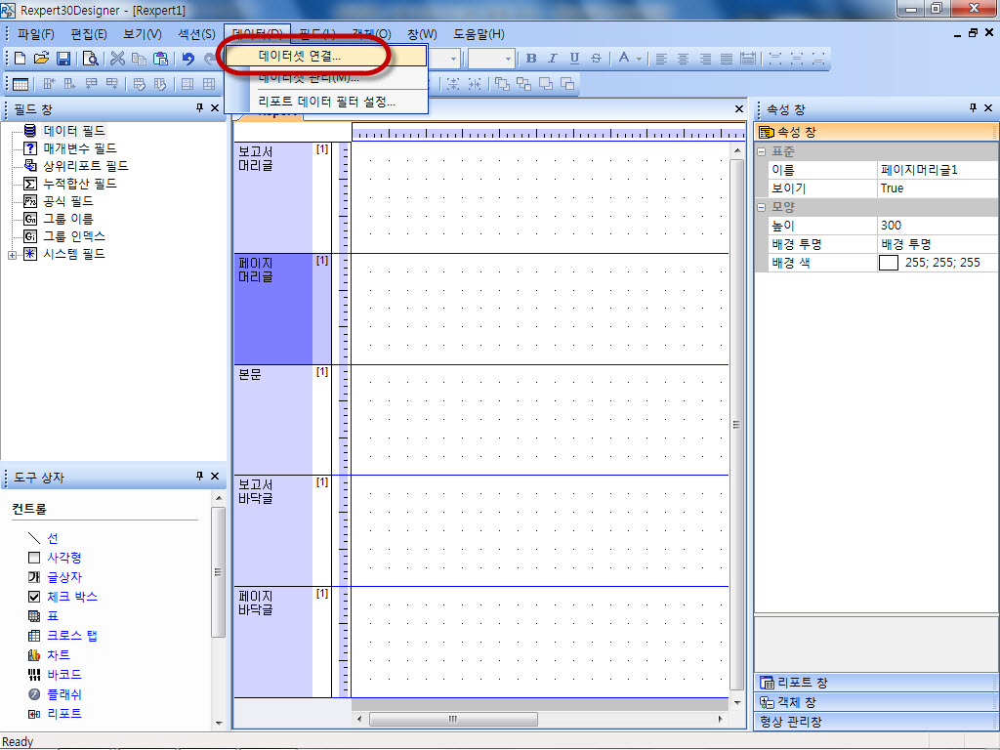 Rexpert30Designer - [Rexpert1]
파일(F) 편집(E) 보기(V) 섹션(S) 데이터(D) 필드(L) 객체(O) 창(W) 도움말(H)
데이터셋 연결...
데이터셋 관리(M)...
리포트 데이터 필터 설정...
B I U S A
필드 창
데이터 필드
매개변수 필드
상위리포트 필드
누적합산 필드
공식 필드
그룹 이름
그룹 인덱스
시스템 필드
도구 상자
컨트롤
선
사각형
글상자
체크 박스
표
크로스 탭
차트
바코드
플래쉬
리포트
보고서 [1]
머리글
페이지 [1]
머리글
본문 [1]
보고서 [1]
바닥글
페이지 [1]
바닥글
속성 창
속성 창
표준
이름 페이지머리글1
보이기 True
모양
높이 300
배경 투명 배경 투명
배경 색 255; 255; 255
리포트 창
객체 창
형상 관리창
Ready